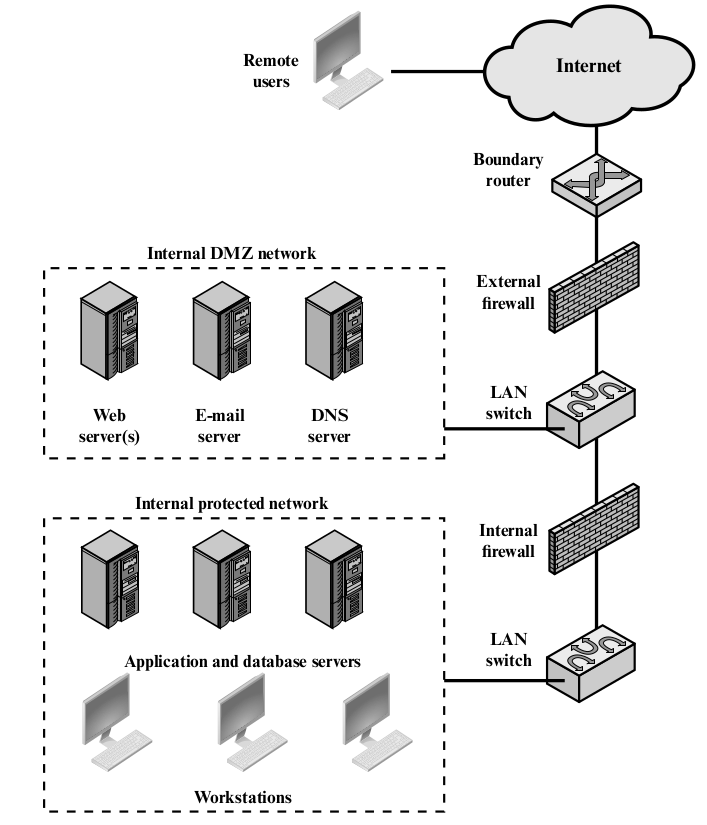 Remote
users
Internet
Boundary
router
Internal DMZ network
External
firewall
Web
server(s)
E-mail
server
DNS
server
LAN
switch
Internal protected network
Internal
firewall
LAN
switch
Application and database servers
Workstations